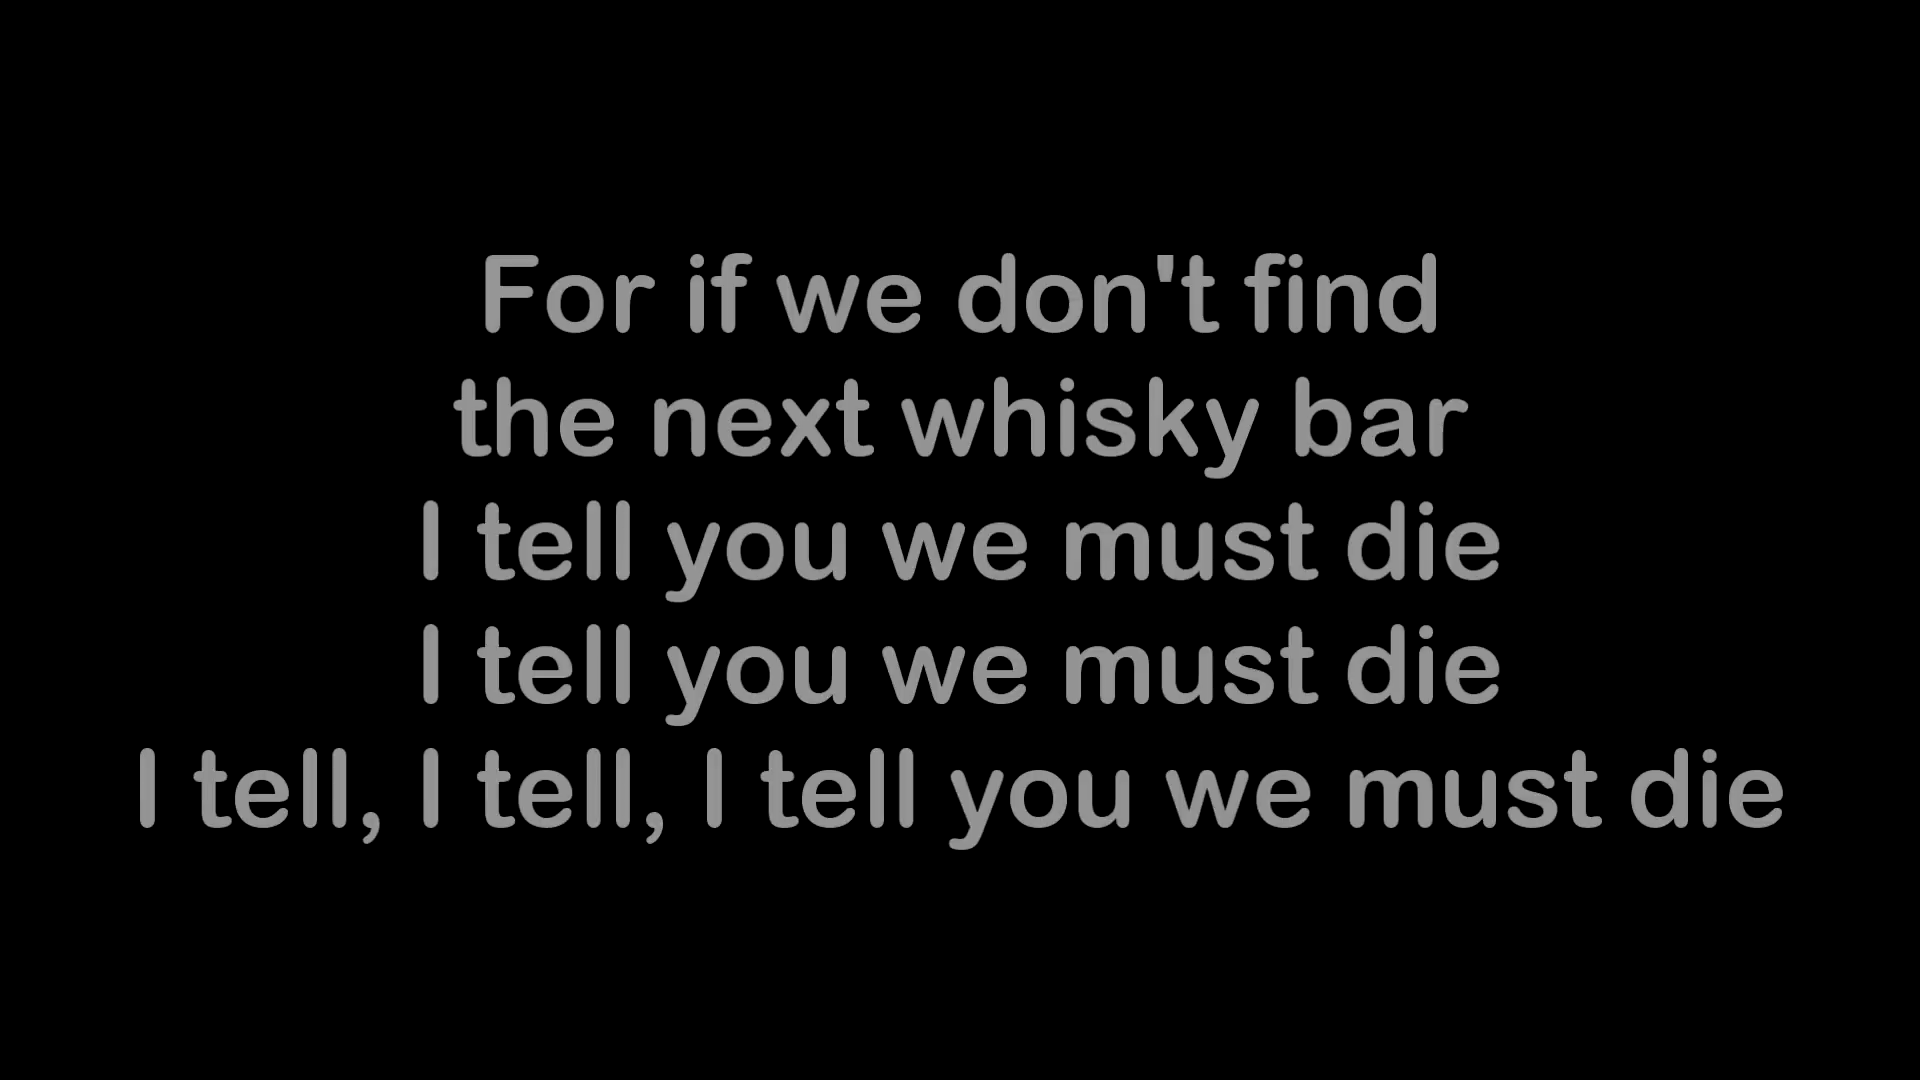 For if we don't find
the next whisky bar
I tell you we must die
I tell you we must die
I tell, I tell, I tell you we must die